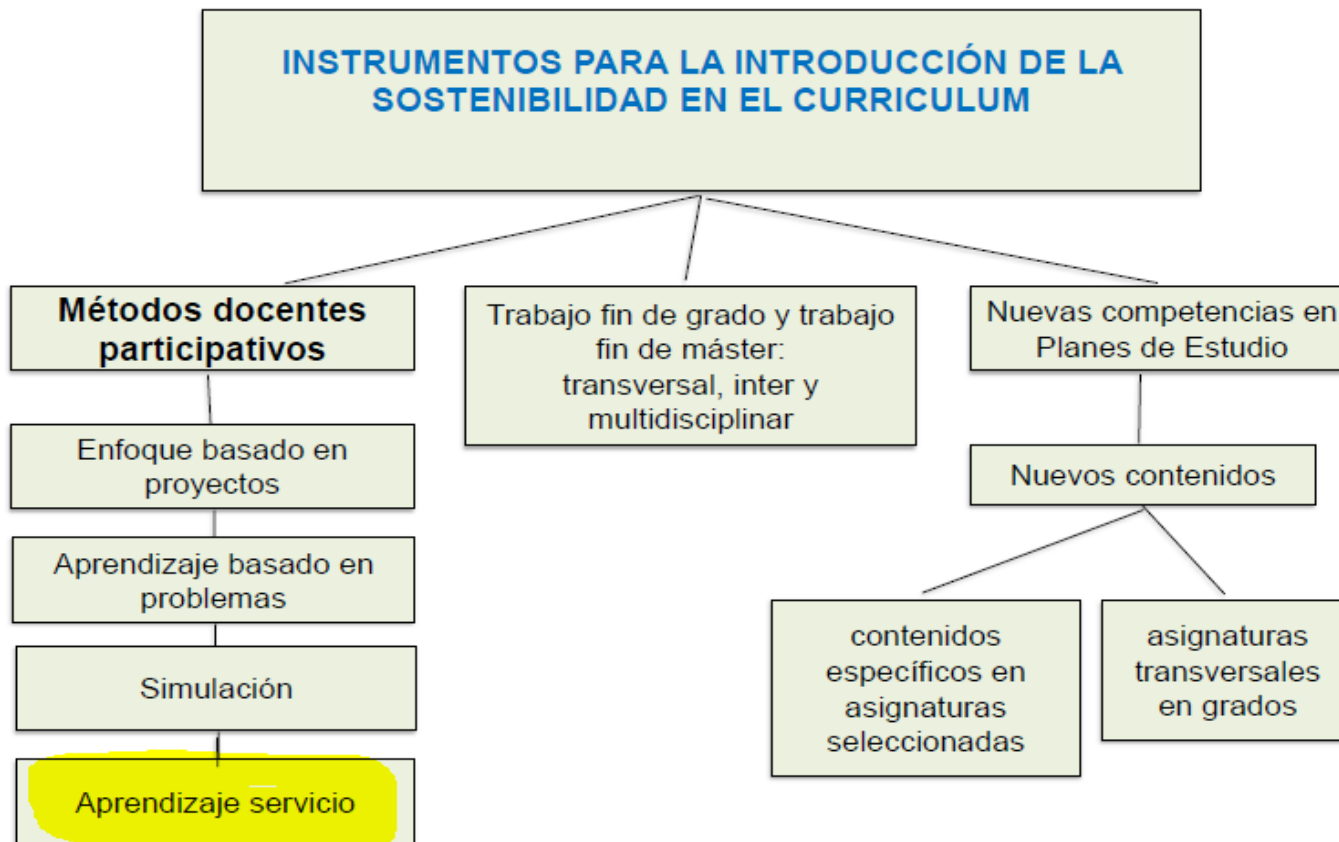 INSTRUMENTOS PARA LA INTRODUCCIÓN DE LA
SOSTENIBILIDAD EN EL CURRICULUM
Métodos docentes
participativos
Enfoque basado en
proyectos
Aprendizaje basado en
problemas
Simulación
Aprendizaje servicio
Trabajo fin de grado y trabajo
fin de máster:
transversal, inter y
multidisciplinar
Nuevas competencias en
Planes de Estudio
Nuevos contenidos
contenidos
específicos en
asignaturas
seleccionadas
asignaturas
transversales
en grados